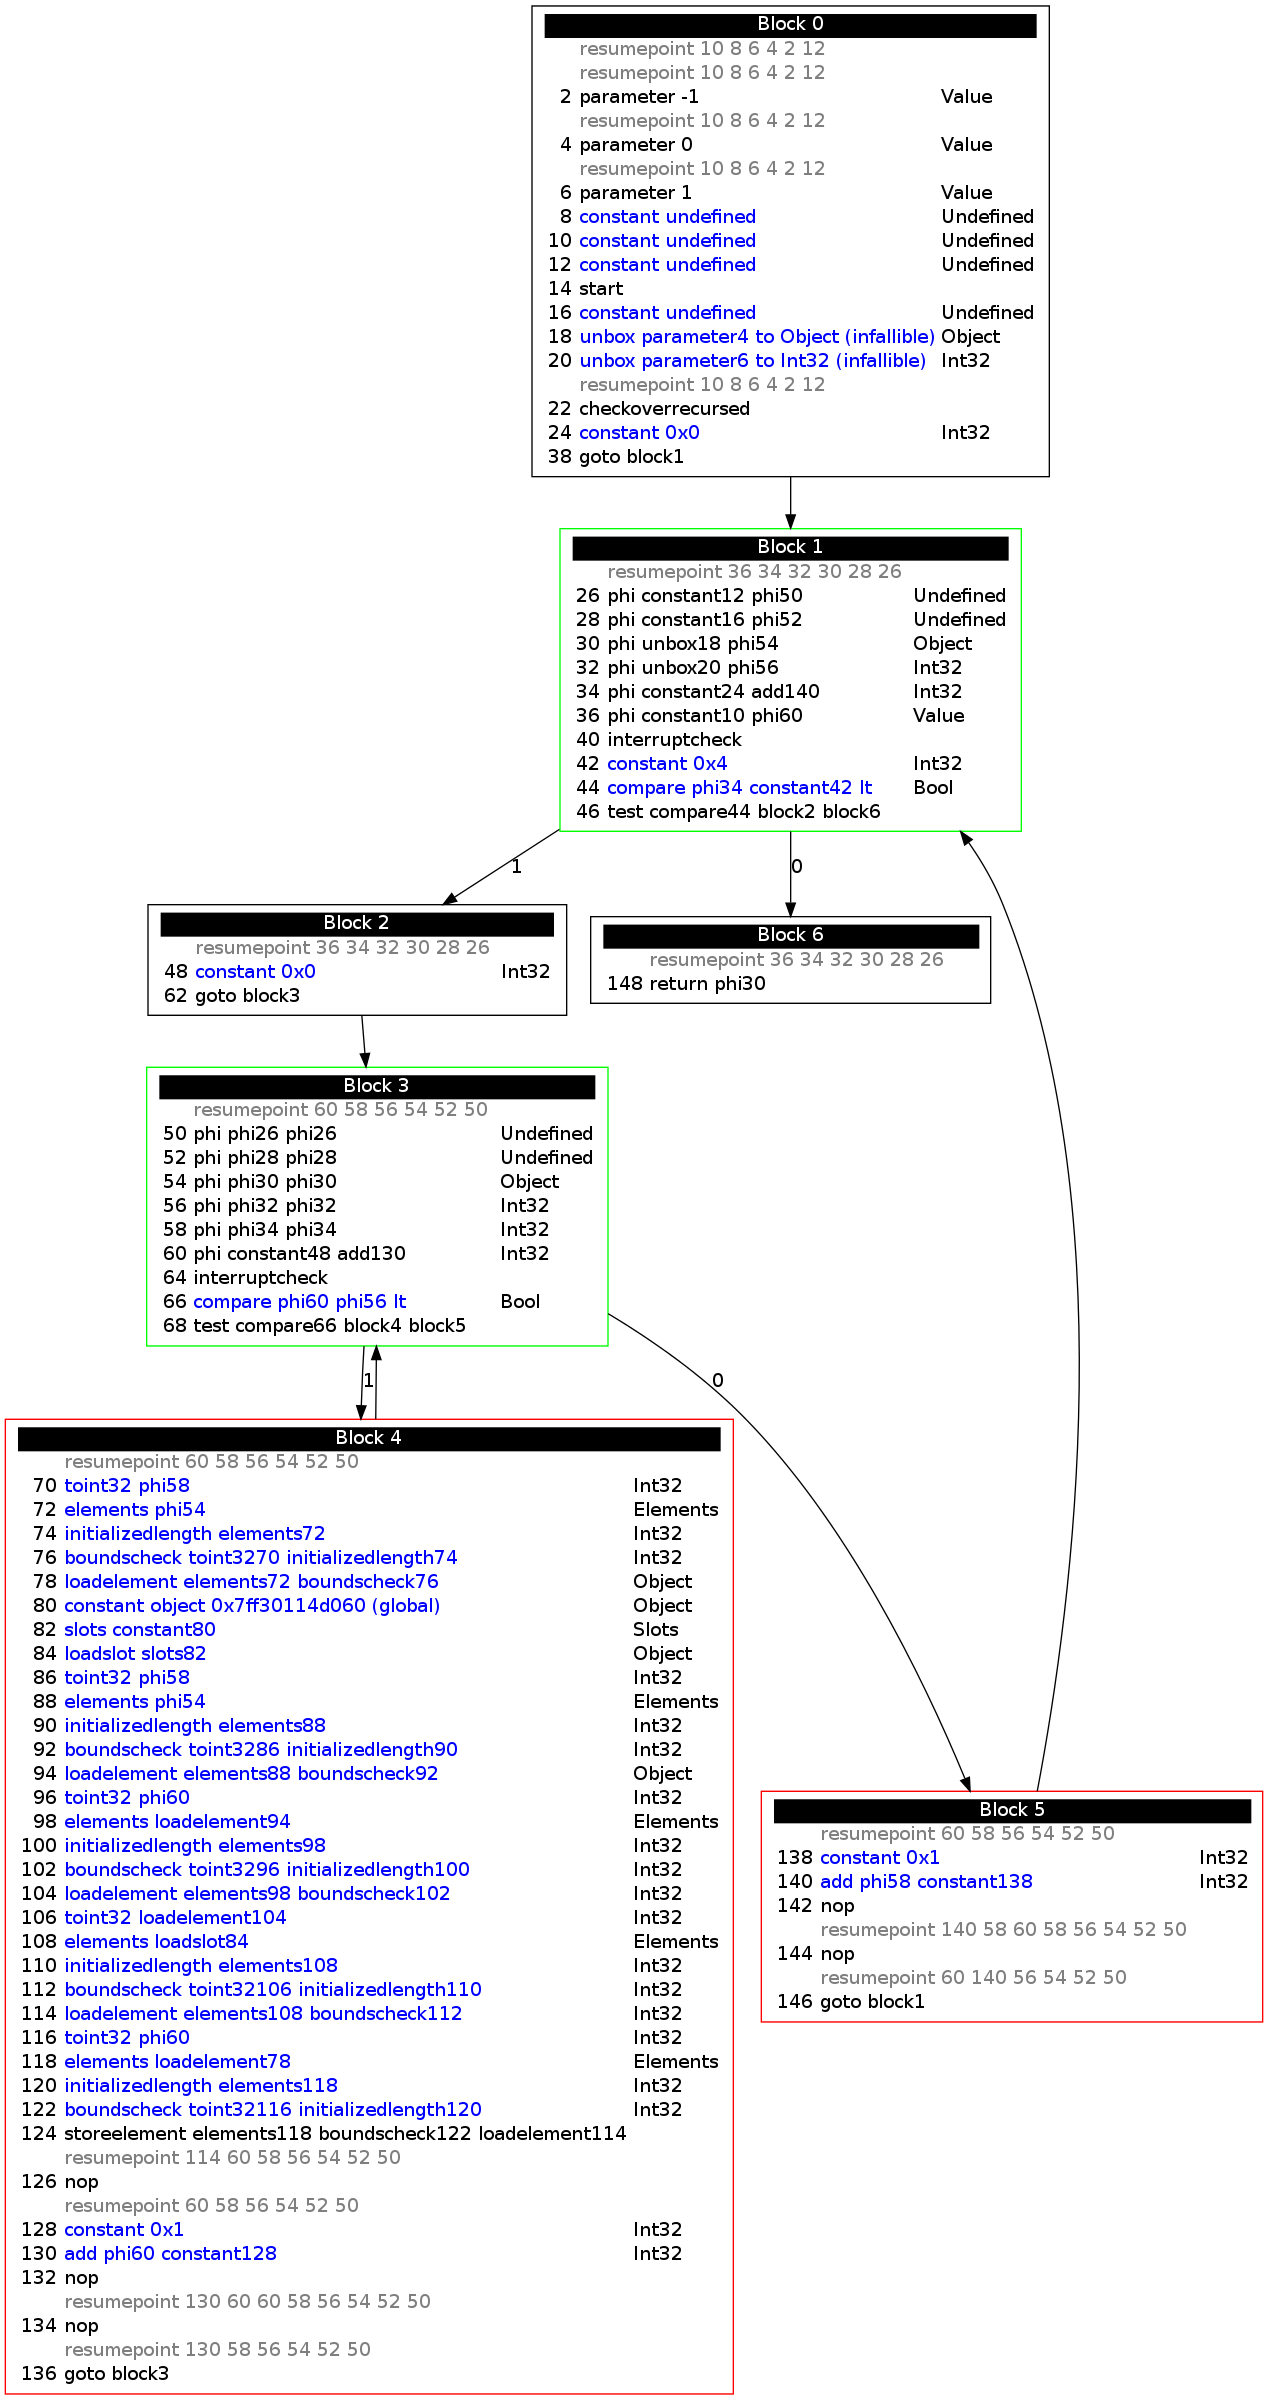 Block 0
resumepoint 10 8 6 4 2 12
resumepoint 10 8 6 4 2 12
2 parameter -1 Value
resumepoint 10 8 6 4 2 12
4 parameter 0 Value
resumepoint 10 8 6 4 2 12
6 parameter 1 Value
8 constant undefined Undefined
10 constant undefined Undefined
12 constant undefined Undefined
14 start
16 constant undefined Undefined
18 unbox parameter4 to Object (infallible) Object
20 unbox parameter6 to Int32 (infallible) Int32
resumepoint 10 8 6 4 2 12
22 checkoverrecursed
24 constant 0x0 Int32
38 goto block1
Block 1
resumepoint 36 34 32 30 28 26
26 phi constant12 phi50 Undefined
28 phi constant16 phi52 Undefined
30 phi unbox18 phi54 Object
32 phi unbox20 phi56 Int32
34 phi constant24 add140 Int32
36 phi constant10 phi60 Value
40 interruptcheck
42 constant 0x4 Int32
44 compare phi34 constant42 lt Bool
46 test compare44 block2 block6
1
0
Block 2
resumepoint 36 34 32 30 28 26
48 constant 0x0 Int32
62 goto block3
Block 6
resumepoint 36 34 32 30 28 26
148 return phi30
Block 3
resumepoint 60 58 56 54 52 50
50 phi phi26 phi26 Undefined
52 phi phi28 phi28 Undefined
54 phi phi30 phi30 Object
56 phi phi32 phi32 Int32
58 phi phi34 phi34 Int32
60 phi constant48 add130 Int32
64 interruptcheck
66 compare phi60 phi56 lt Bool
68 test compare66 block4 block5
1
0
Block 4
resumepoint 60 58 56 54 52 50
70 toint32 phi58 Int32
72 elements phi54 Elements
74 initializedlength elements72 Int32
76 boundscheck toint3270 initializedlength74 Int32
78 loadelement elements72 boundscheck76 Object
80 constant object 0x7ff30114d060 (global) Object
82 slots constant80 Slots
84 loadslot slots82 Object
86 toint32 phi58 Int32
88 elements phi54 Elements
90 initializedlength elements88 Int32
92 boundscheck toint3286 initializedlength90 Int32
94 loadelement elements88 boundscheck92 Object
96 toint32 phi60 Int32
98 elements loadelement94 Elements
100 initializedlength elements98 Int32
102 boundscheck toint3296 initializedlength100 Int32
104 loadelement elements98 boundscheck102 Int32
106 toint32 loadelement104 Int32
108 elements loadslot84 Elements
110 initializedlength elements108 Int32
112 boundscheck toint32106 initializedlength110 Int32
114 loadelement elements108 boundscheck112 Int32
116 toint32 phi60 Int32
118 elements loadelement78 Elements
120 initializedlength elements118 Int32
122 boundscheck toint32116 initializedlength120 Int32
124 storeelement elements118 boundscheck122 loadelement114
resumepoint 114 60 58 56 54 52 50
126 nop
resumepoint 60 58 56 54 52 50
128 constant 0x1 Int32
130 add phi60 constant128 Int32
132 nop
resumepoint 130 60 60 58 56 54 52 50
134 nop
resumepoint 130 58 56 54 52 50
136 goto block3
Block 5
resumepoint 60 58 56 54 52 50
138 constant 0x1 Int32
140 add phi58 constant138 Int32
142 nop
resumepoint 140 58 60 58 56 54 52 50
144 nop
resumepoint 60 140 56 54 52 50
146 goto block1